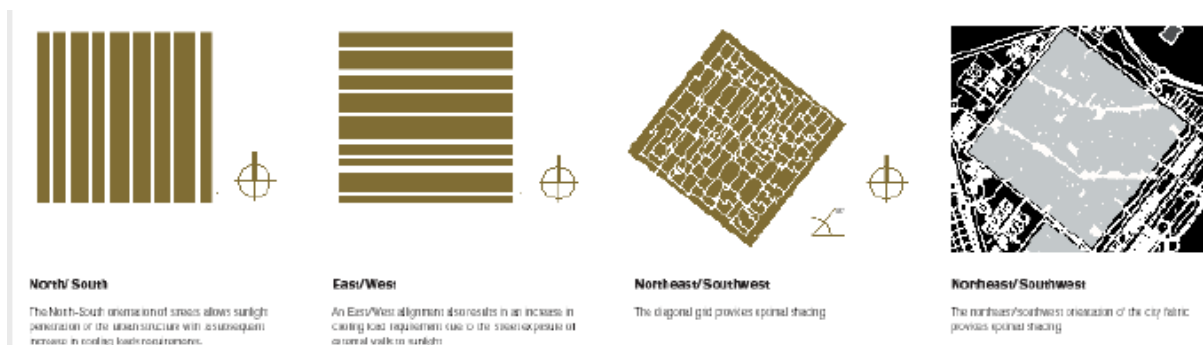 North/ South
East/West
Northeast/Southwest
Northeast/Southwest
The North-South orientation of streets allows sunlight
penetration of the urban structure with a subsequent
increase in cooling loads requirements.
An East/West allignment also results in an increase in
cooling load requirement due to the street exposure of
external walls to sunlight
The diagonal grid provides optimal shading
The northeast/southwest orientation of the city fabric
provides optimal shading